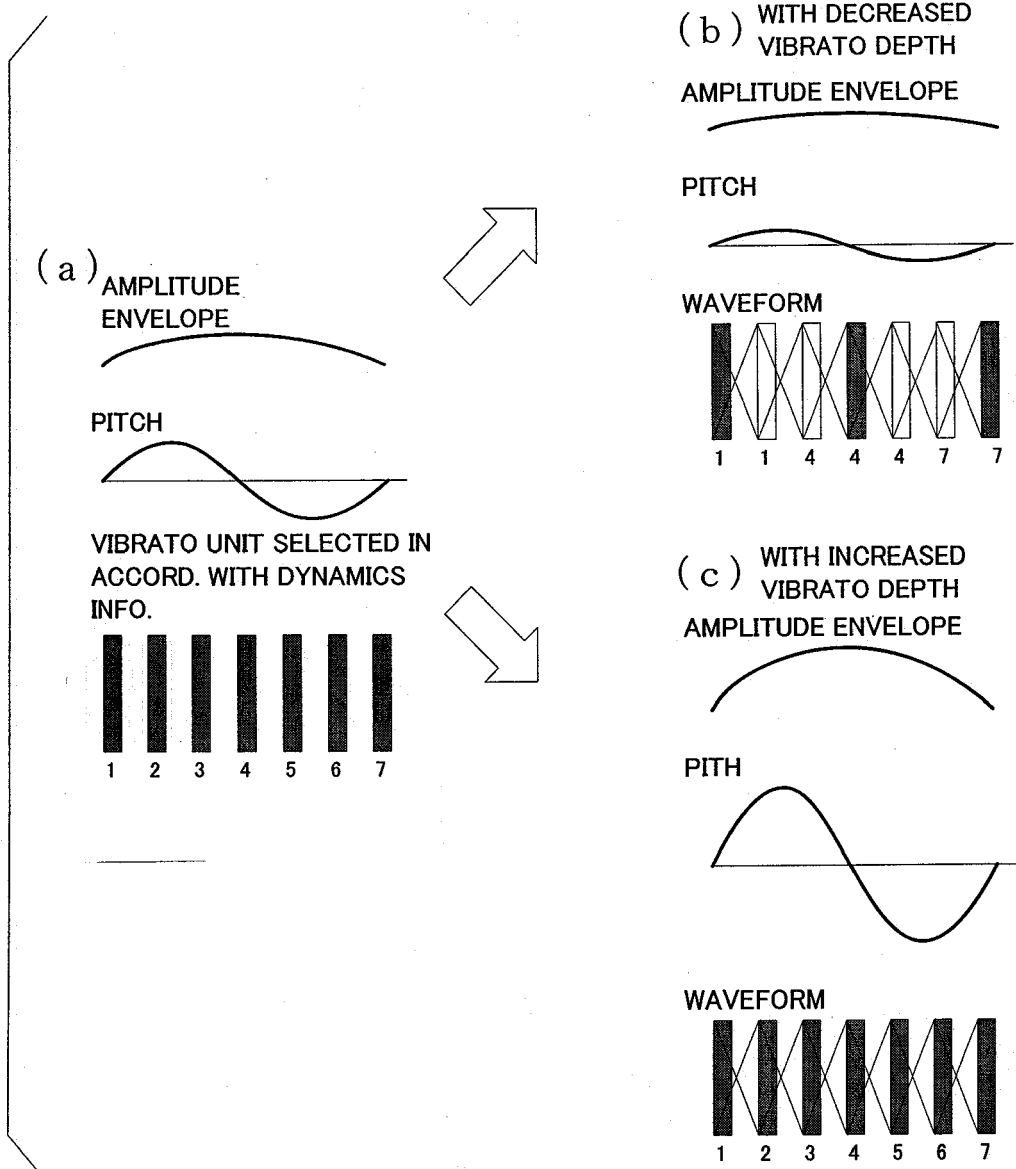 (a)
AMPLITUDE
ENVELOPE
PITCH
VIBRATO UNIT SELECTED IN
ACCORD. WITH DYNAMICS
INFO.
1 2 3 4 5 6 7
(b) WITH DECREASED
VIBRATO DEPTH
AMPLITUDE ENVELOPE
PITCH
WAVEFORM
1 1 4 4 4 7 7
(c) WITH INCREASED
VIBRATO DEPTH
AMPLITUDE ENVELOPE
PITH
WAVEFORM
1 2 3 4 5 6 7